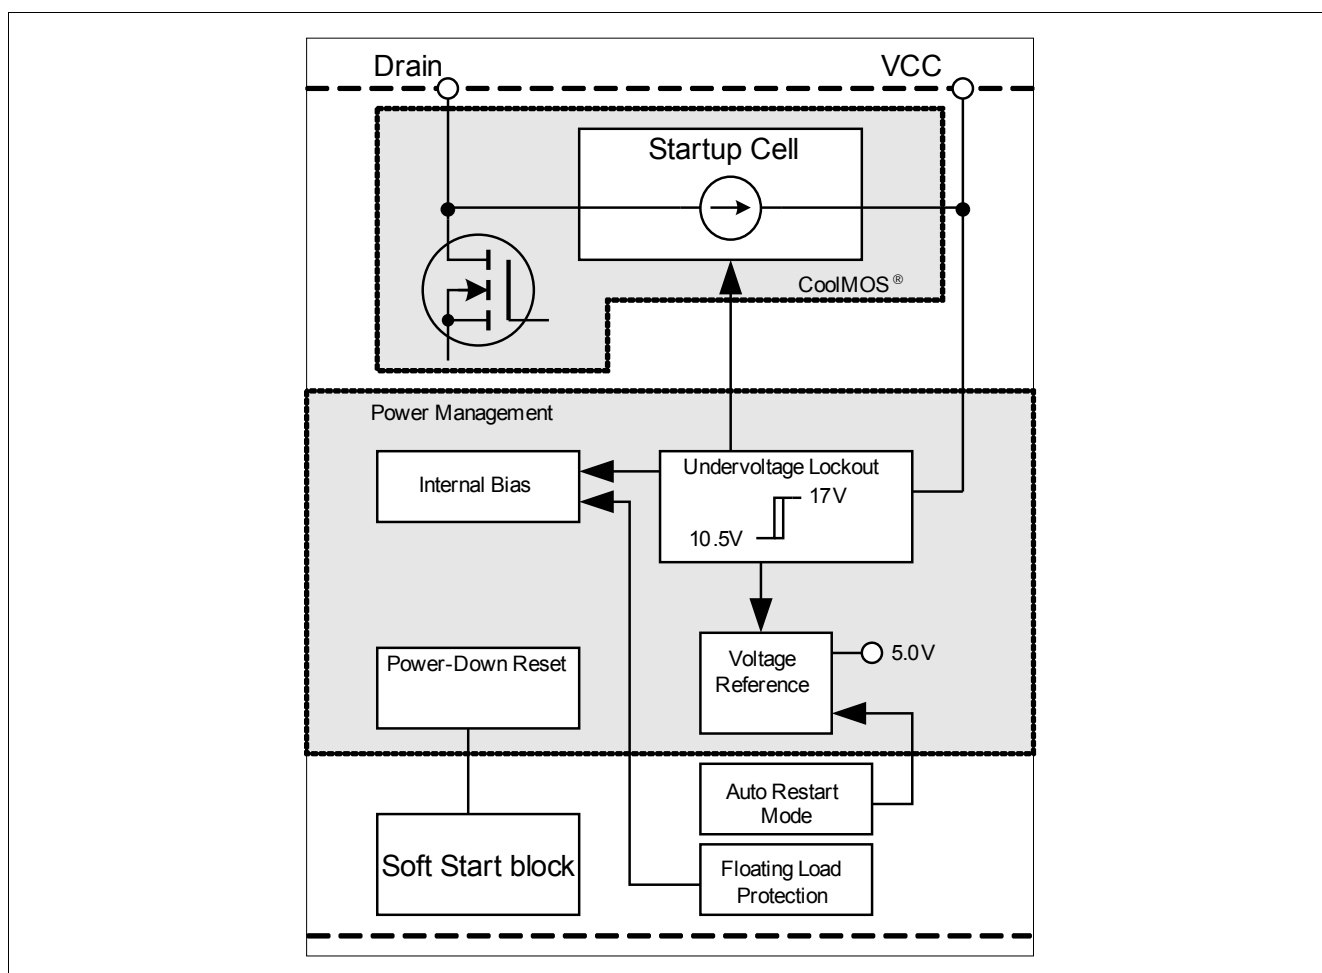 Drain
VCC
Startup Cell
CoolMOS®
Power Management
Undervoltage Lockout
Internal Bias
17V
10.5V
Power-Down Reset
Voltage
Reference
5.0V
Auto Restart
Mode
Soft Start block
Floating Load
Protection